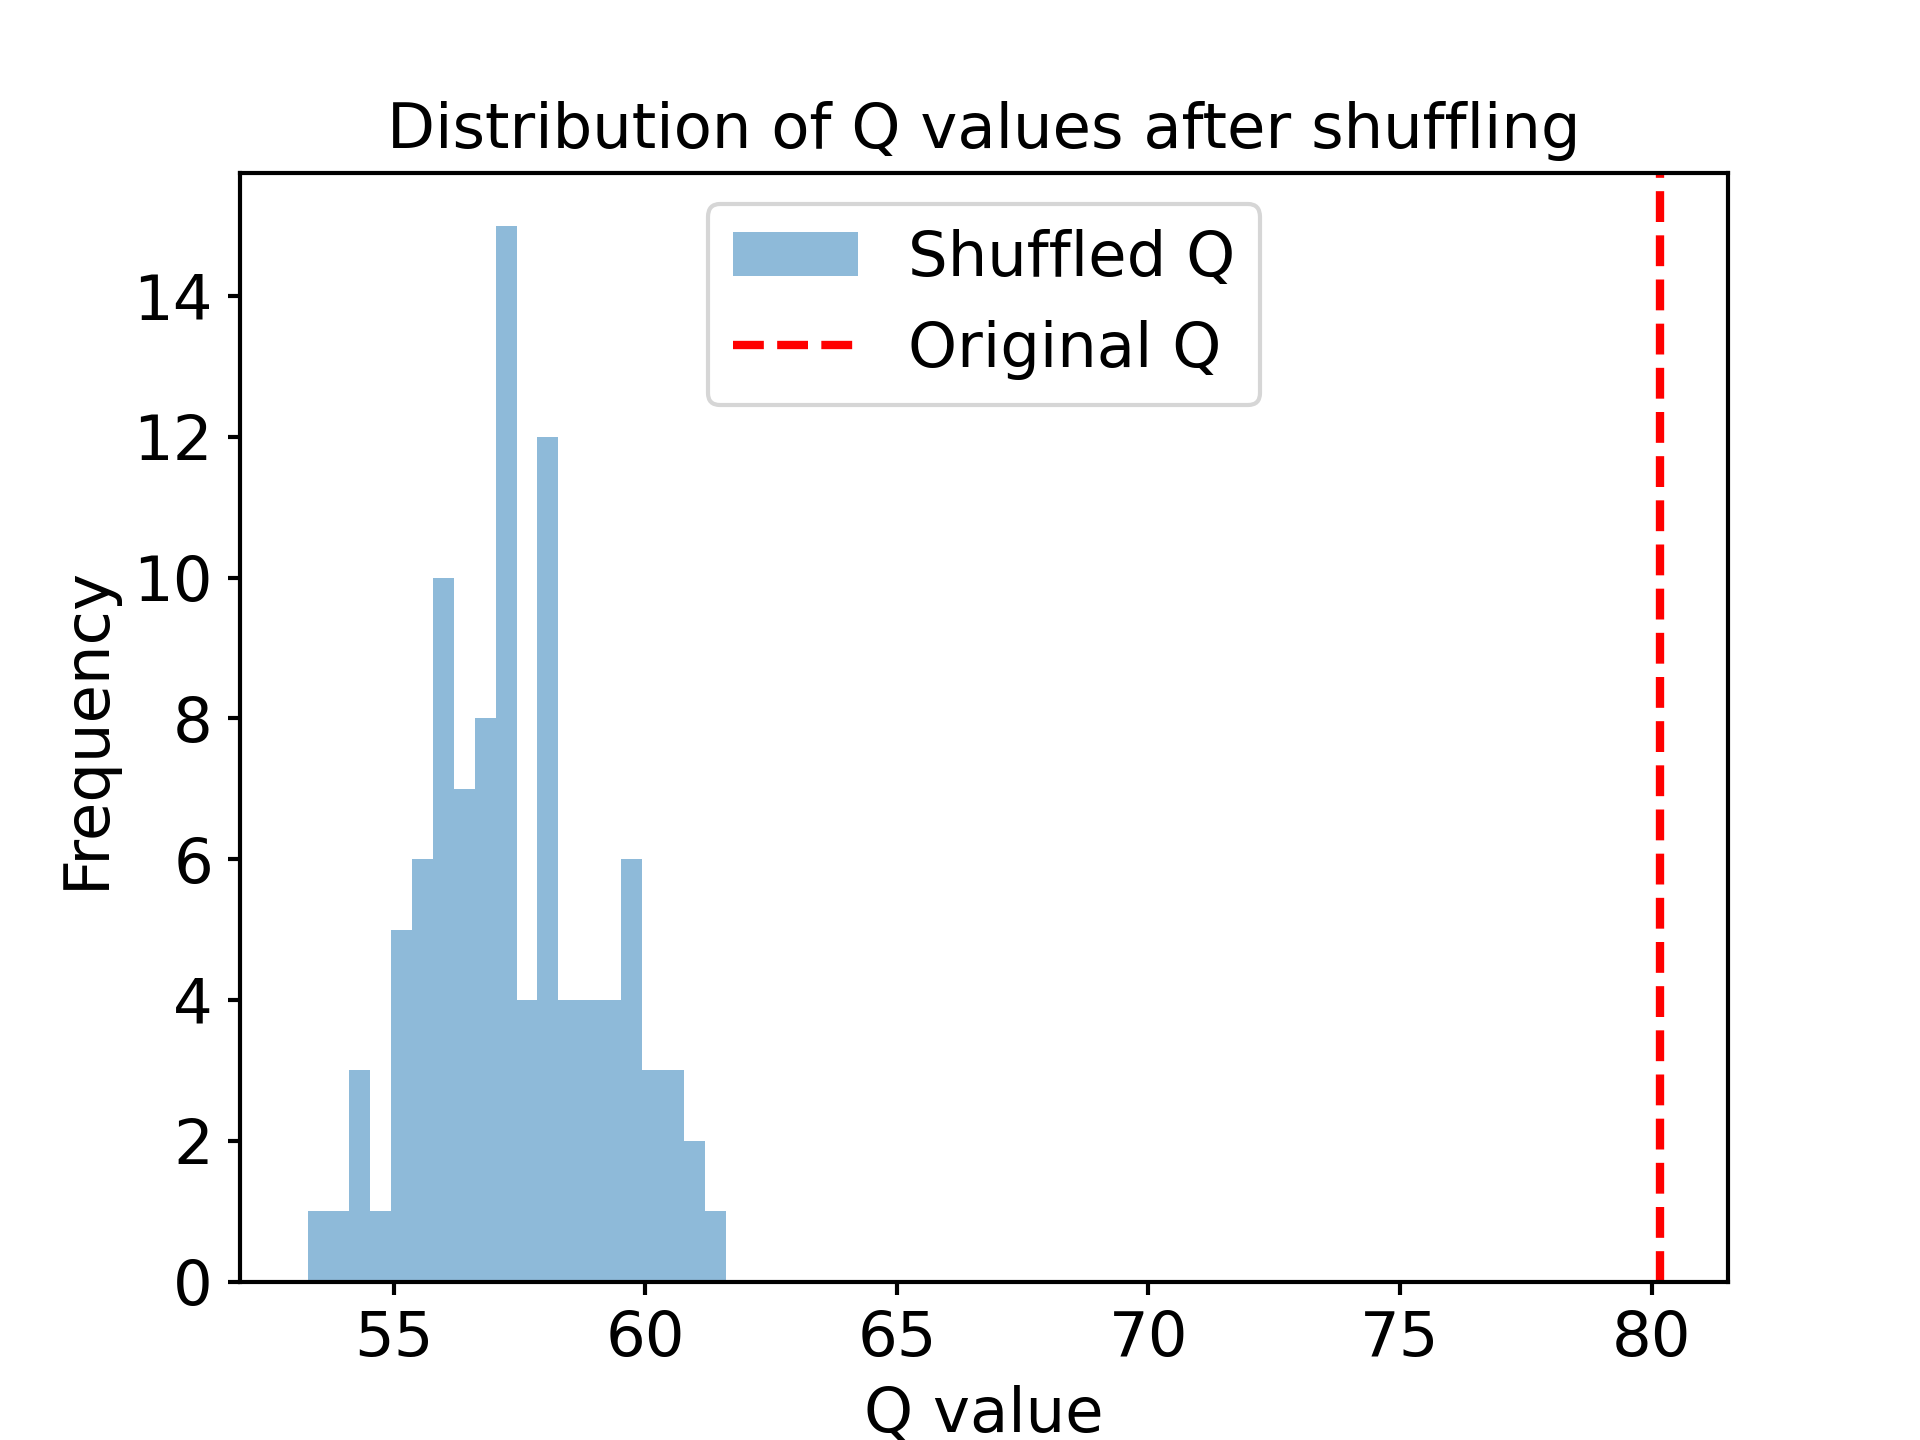 Distribution of Q values after shuffling
Shuffled Q
Original Q
Frequency
14
12
10
8
6
4
2
0
55 60 65 70 75 80
Q value